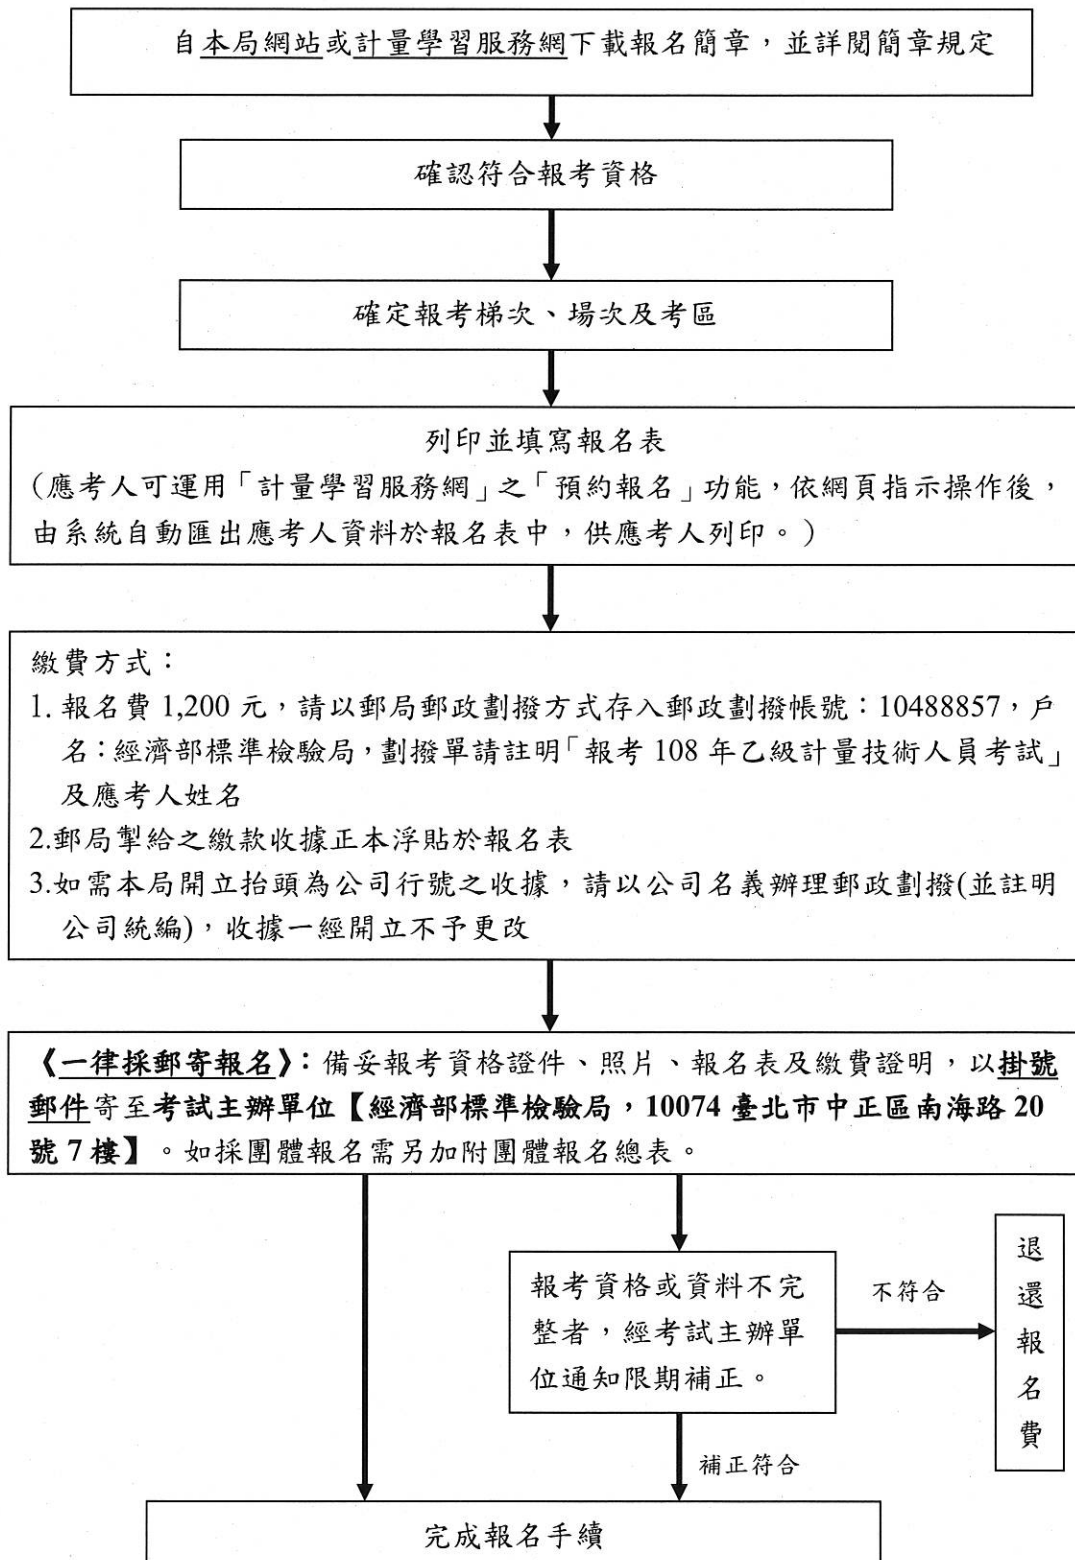 自本局網站或計量學習服務網下載報名簡章，並詳閱簡章規定
確認符合報考資格
確定報考梯次、場次及考區
列印並填寫報名表
（應考人可運用「計量學習服務網」之「預約報名」功能，依網頁指示操作後，
由系統自動匯出應考人資料於報名表中，供應考人列印。）
繳費方式：
1. 報名費 1,200 元，請以郵局郵政劃撥方式存入郵政劃撥帳號：10488857，戶
名：經濟部標準檢驗局，劃撥單請註明「報考 108 年乙級計量技術人員考試」
及應考人姓名
2.郵局掣給之繳款收據正本浮貼於報名表
3.如需本局開立抬頭為公司行號之收據，請以公司名義辦理郵政劃撥(並註明
公司統編)，收據一經開立不予更改
《一律採郵寄報名》：備妥報考資格證件、照片、報名表及繳費證明，以掛號
郵件寄至考試主辦單位【經濟部標準檢驗局，10074 臺北市中正區南海路 20
號 7 樓】。如採團體報名需另加附團體報名總表。
報考資格或資料不完
整者，經考試主辦單
位通知限期補正。
不符合
退還報名費
補正符合
完成報名手續